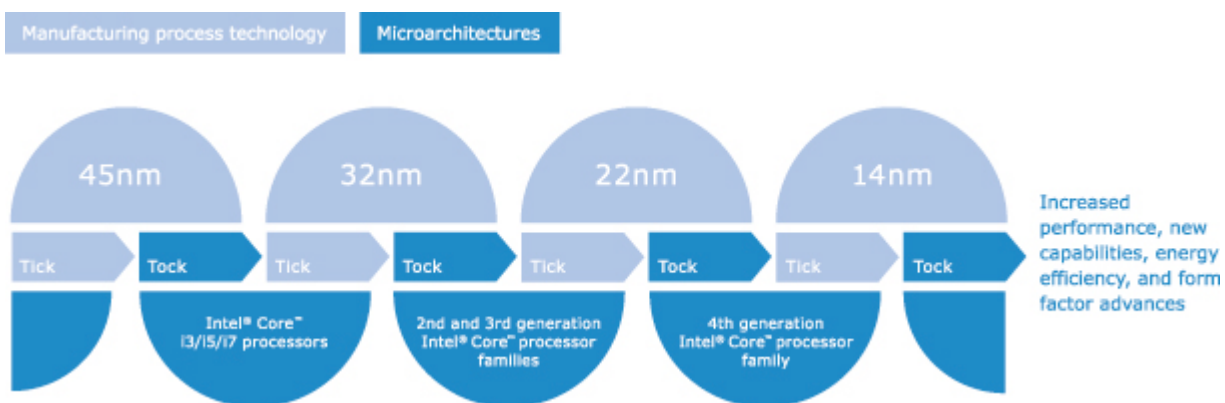 Manufacturing process technology
Microarchitectures
45nm
32nm
22nm
14nm
Tick
Tock
Tick
Tock
Tick
Tock
Tick
Tock
Increased
performance, new
capabilities, energy
efficiency, and form
factor advances
Intel® Core™
i3/i5/i7 processors
2nd and 3rd generation
Intel® Core™ processor
families
4th generation
Intel® Core™ processor
family